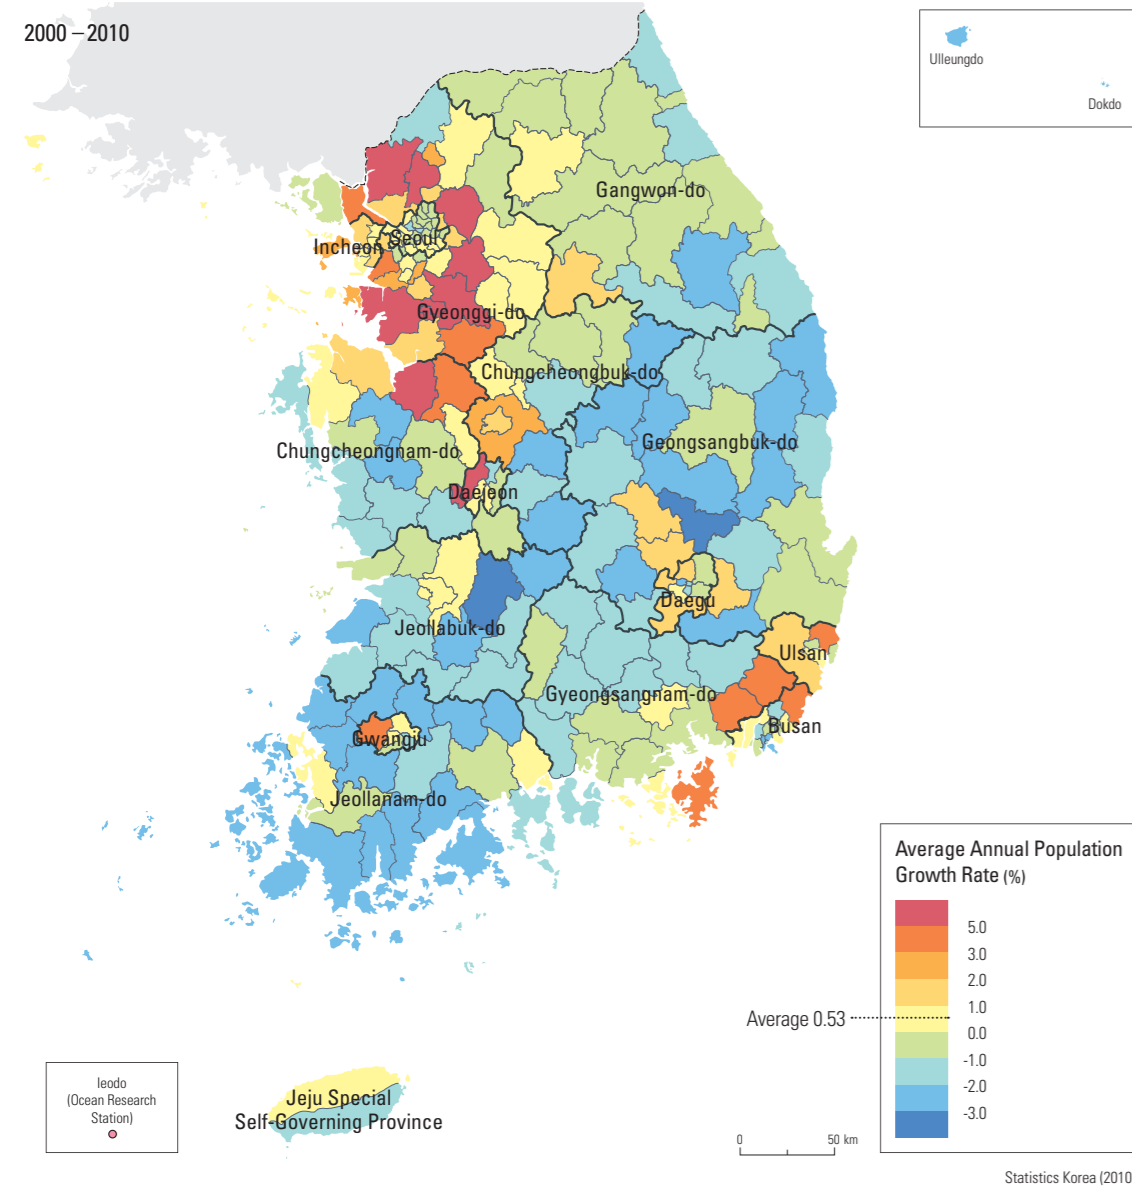 2000 – 2010
Ulleungdo
Dokdo
Gangwon-do
Incheon
Seoul
Gyeonggi-do
Chungcheongbuk-do
Geongsangbuk-do
Chungcheongnam-do
Daejeon
Daegu
Jeollabuk-do
Ulsan
Gyeongsangnam-do
Busan
Gwangju
Jeollanam-do
Average Annual Population
Growth Rate (%)
5.0
3.0
2.0
1.0
Average 0.53
0.0
-1.0
-2.0
-3.0
Ieodo
(Ocean Research
Station)
Jeju Special
Self-Governing Province
0 50 km
Statistics Korea (2010